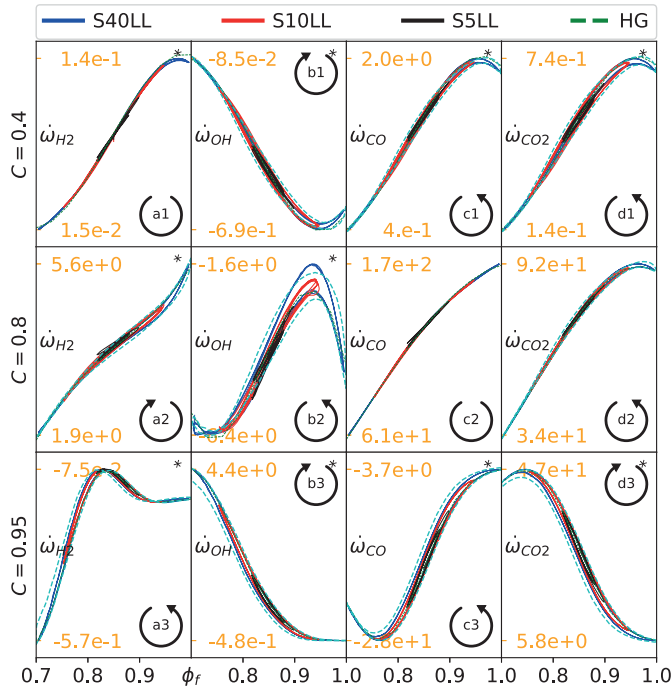 S40LL S10LL S5LL HG
C = 0.4
1.4e-1 * -8.5e-2 * 2.0e+0 * 7.4e-1 *
b1
ω̇H2 ω̇OH ω̇CO ω̇CO2
a1 c1 d1
1.5e-2 -6.9e-1 4.e-1 1.4e-1
C = 0.8
5.6e+0 * -1.6e+0 * 1.7e+2 9.2e+1
ω̇H2 ω̇OH ω̇CO ω̇CO2
a2 b2 c2 d2
1.9e+0 -6.4e+0 6.1e+1 3.4e+1
C = 0.95
-7.5e-2 * 4.4e+0 * -3.7e+0 * 4.7e+1 *
b3 d3
ω̇H2 ω̇OH ω̇CO ω̇CO2
a3 c3
-5.7e-1 -4.8e-1 -2.8e+1 5.8e+0
0.7 0.8 0.9 ϕf 0.8 0.9 1.0 0.8 0.9 1.0 0.8 0.9 1.0